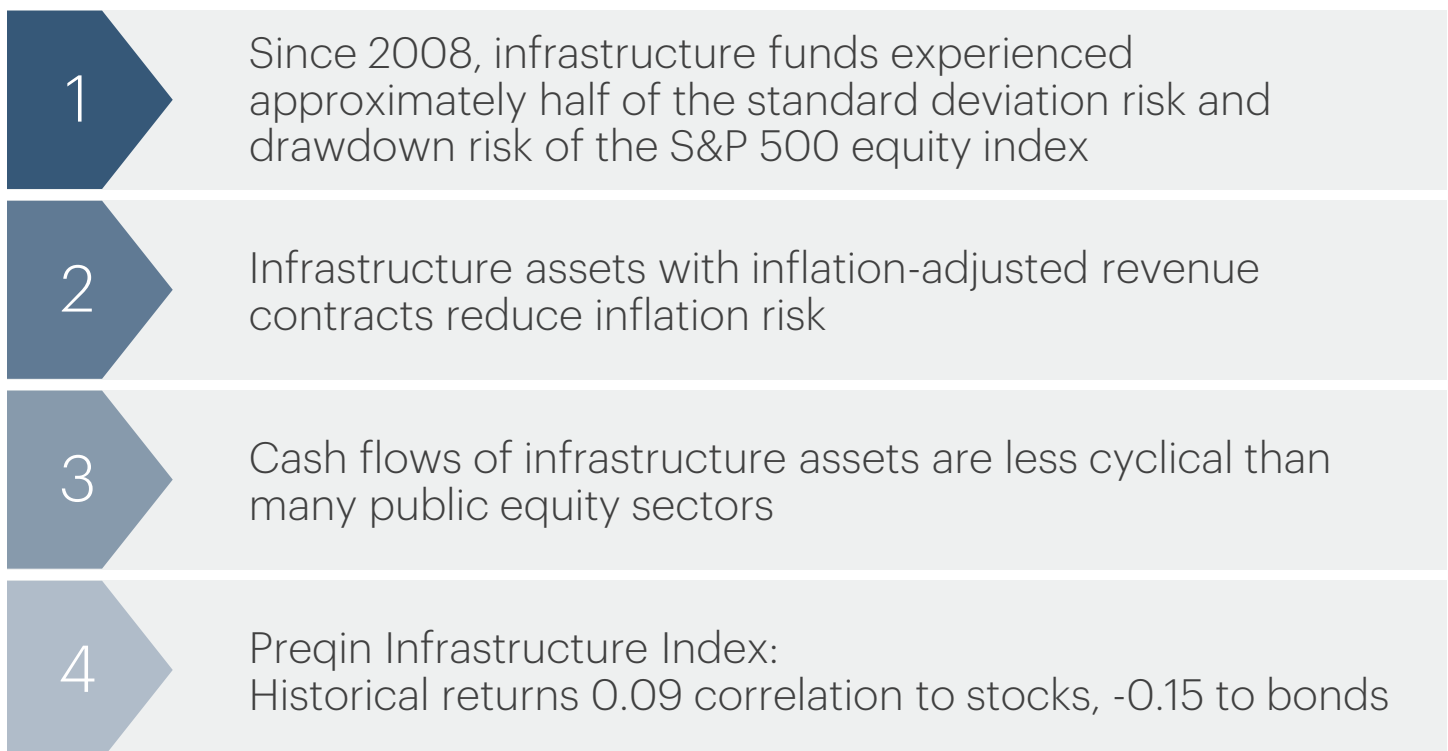 1
Since 2008, infrastructure funds experienced
approximately half of the standard deviation risk and
drawdown risk of the S&P 500 equity index
2
Infrastructure assets with inflation-adjusted revenue
contracts reduce inflation risk
3
Cash flows of infrastructure assets are less cyclical than
many public equity sectors
4
Preqin Infrastructure Index:
Historical returns 0.09 correlation to stocks, -0.15 to bonds